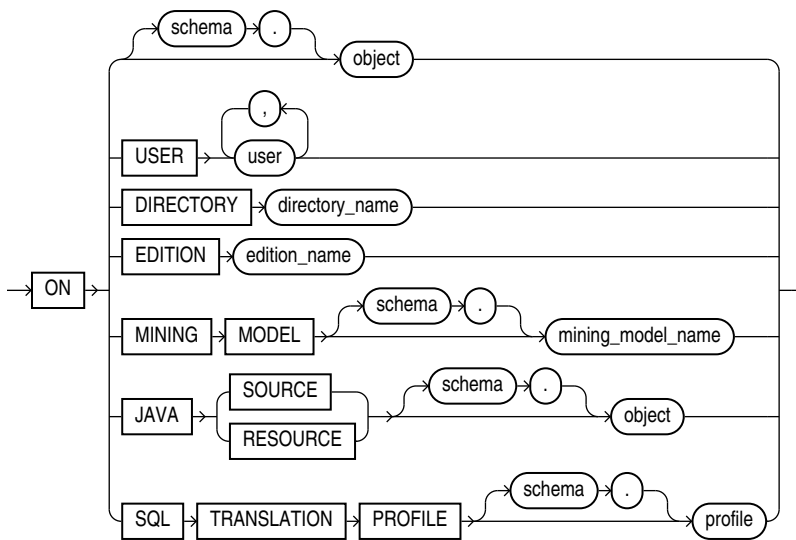 schema .
object
,
USER user
DIRECTORY directory_name
EDITION edition_name
ON
schema .
MINING MODEL mining_model_name
SOURCE schema .
JAVA object
RESOURCE
schema .
SQL TRANSLATION PROFILE profile